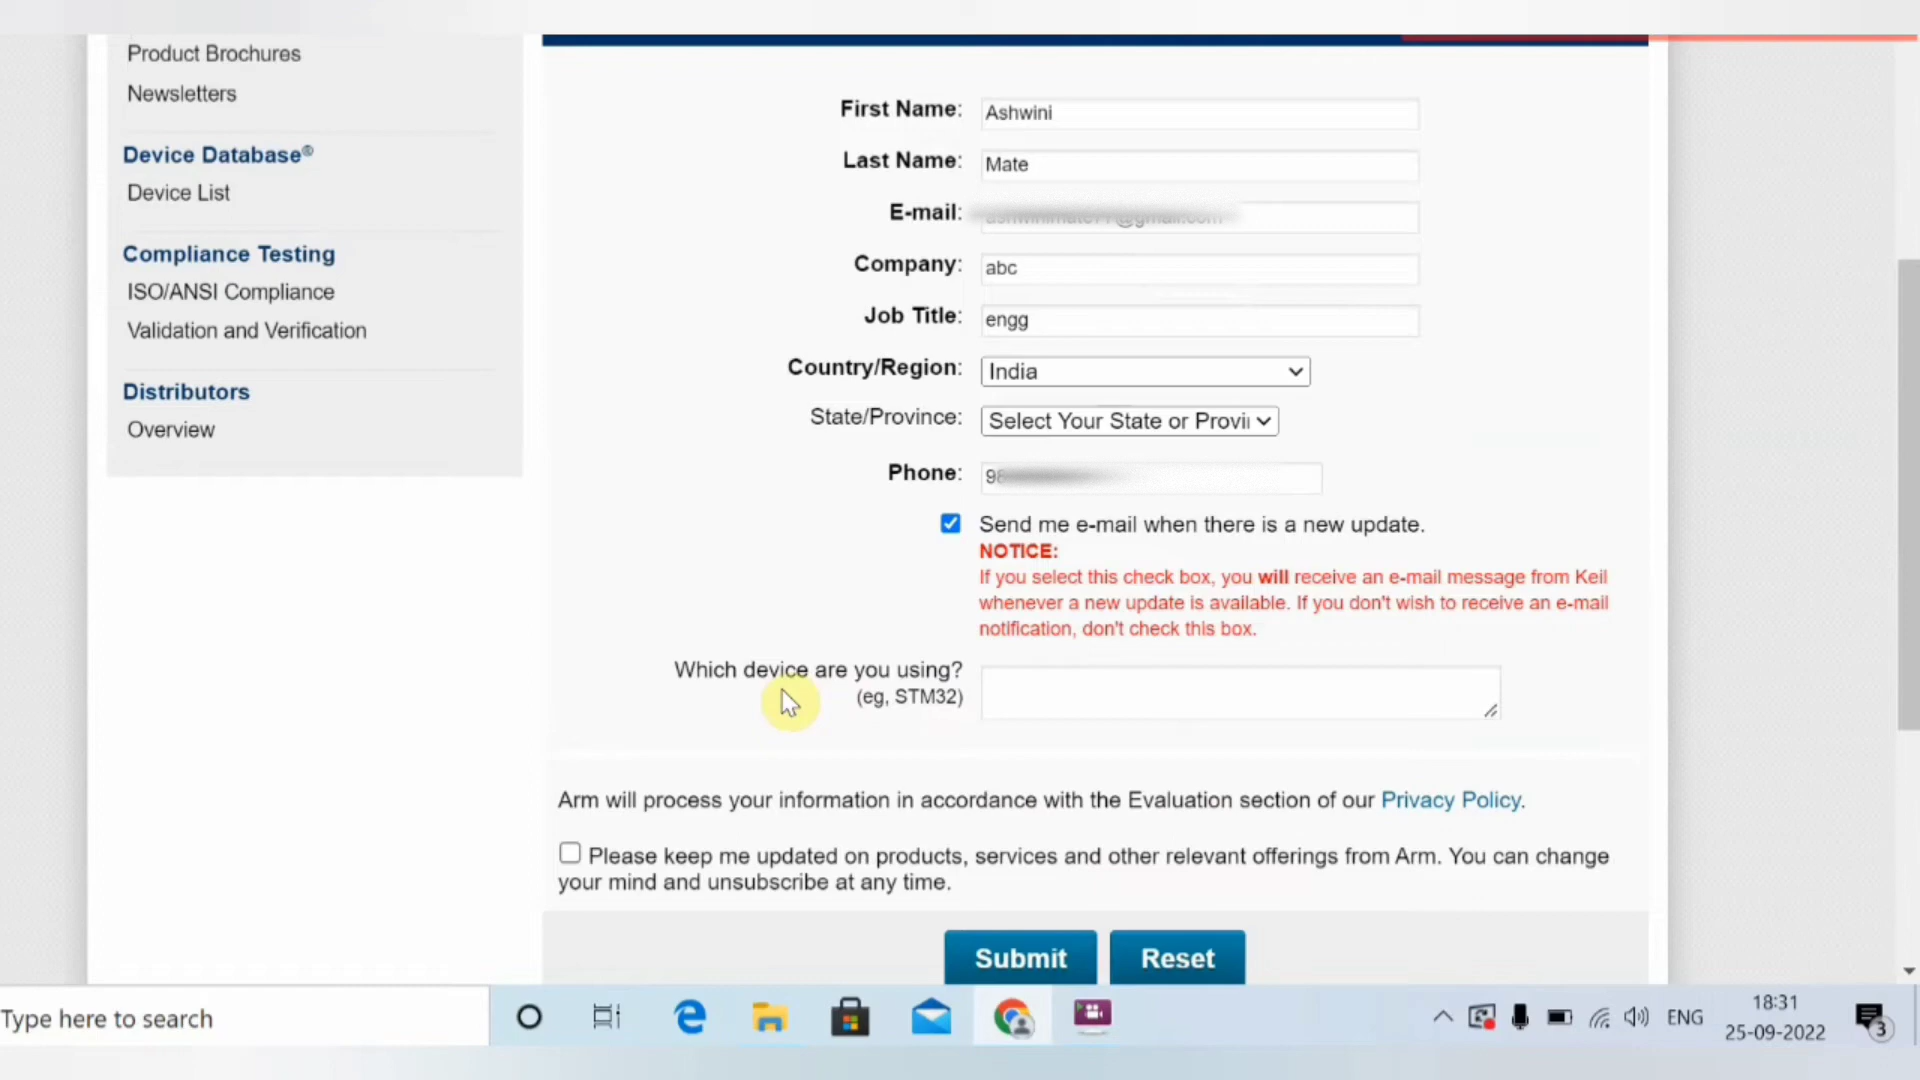 Product Brochures
Newsletters
Device Database®
Device List
Compliance Testing
ISO/ANSI Compliance
Validation and Verification
Distributors
Overview
First Name: Ashwini
Last Name: Mate
E-mail: @gmail.com
Company: abc
Job Title: engg
Country/Region: India
State/Province: Select Your State or Provi
Phone: 98
Send me e-mail when there is a new update.
NOTICE:
If you select this check box, you will receive an e-mail message from Keil
whenever a new update is available. If you don't wish to receive an e-mail
notification, don't check this box.
Which device are you using?
(eg, STM32)
Arm will process your information in accordance with the Evaluation section of our Privacy Policy.
Please keep me updated on products, services and other relevant offerings from Arm. You can change
your mind and unsubscribe at any time.
Submit Reset
Type here to search
ENG
18:31
25-09-2022
3